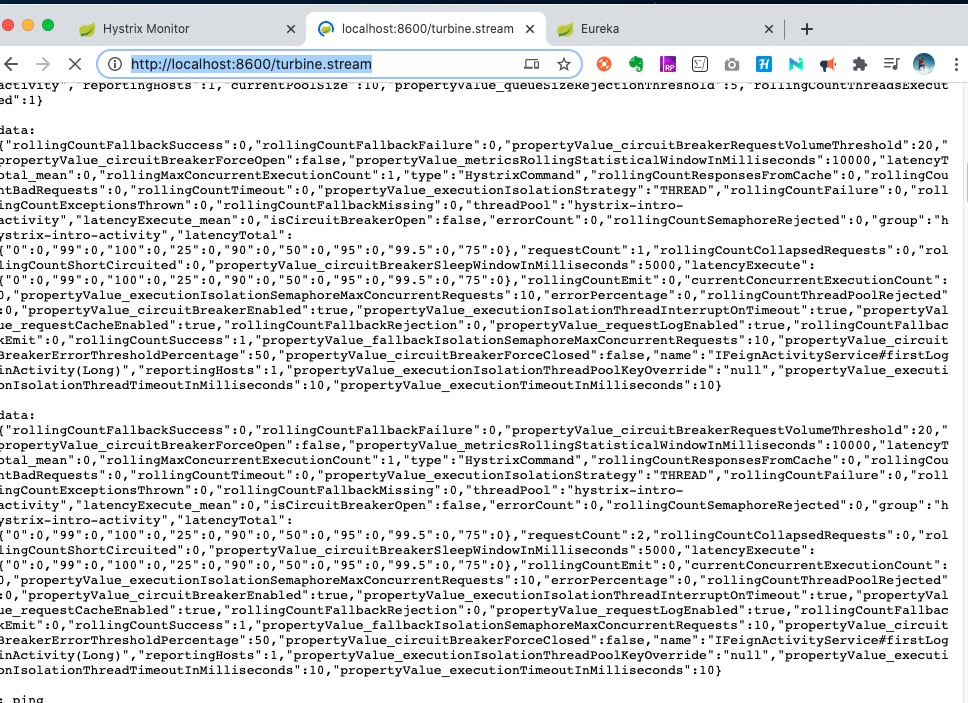 Hystrix Monitor
localhost:8600/turbine.stream
Eureka
http://localhost:8600/turbine.stream
activity","reportingHosts":1,"currentPoolSize":10,"propertyValue_queueSizeRejectionThreshold":5,"rollingCountThreadsExecut
ed":1}
data:
{"rollingCountFallbackSuccess":0,"rollingCountFallbackFailure":0,"propertyValue_circuitBreakerRequestVolumeThreshold":20,"
propertyValue_circuitBreakerForceOpen":false,"propertyValue_metricsRollingStatisticalWindowInMilliseconds":10000,"latencyT
otal_mean":0,"rollingMaxConcurrentExecutionCount":1,"type":"HystrixCommand","rollingCountResponsesFromCache":0,"rollingCou
ntBadRequests":0,"rollingCountTimeout":0,"propertyValue_executionIsolationStrategy":"THREAD","rollingCountFailure":0,"roll
ingCountExceptionsThrown":0,"rollingCountFallbackMissing":0,"threadPool":"hystrix-intro-
activity","latencyExecute_mean":0,"isCircuitBreakerOpen":false,"errorCount":0,"rollingCountSemaphoreRejected":0,"group":"h
ystrix-intro-activity","latencyTotal":
{"0":0,"99":0,"100":0,"25":0,"90":0,"50":0,"95":0,"99.5":0,"75":0},"requestCount":1,"rollingCountCollapsedRequests":0,"rol
lingCountShortCircuited":0,"propertyValue_circuitBreakerSleepWindowInMilliseconds":5000,"latencyExecute":
{"0":0,"99":0,"100":0,"25":0,"90":0,"50":0,"95":0,"99.5":0,"75":0},"rollingCountEmit":0,"currentConcurrentExecutionCount":
0,"propertyValue_executionIsolationSemaphoreMaxConcurrentRequests":10,"errorPercentage":0,"rollingCountThreadPoolRejected"
:0,"propertyValue_circuitBreakerEnabled":true,"propertyValue_executionIsolationThreadInterruptOnTimeout":true,"propertyVal
ue_requestCacheEnabled":true,"rollingCountFallbackRejection":0,"propertyValue_requestLogEnabled":true,"rollingCountFallbac
kEmit":0,"rollingCountSuccess":1,"propertyValue_fallbackIsolationSemaphoreMaxConcurrentRequests":10,"propertyValue_circuit
BreakerErrorThresholdPercentage":50,"propertyValue_circuitBreakerForceClosed":false,"name":"IFeignActivityService#firstLog
inActivity(Long)","reportingHosts":1,"propertyValue_executionIsolationThreadPoolKeyOverride":"null","propertyValue_executi
onIsolationThreadTimeoutInMilliseconds":10,"propertyValue_executionTimeoutInMilliseconds":10}
data:
{"rollingCountFallbackSuccess":0,"rollingCountFallbackFailure":0,"propertyValue_circuitBreakerRequestVolumeThreshold":20,"
propertyValue_circuitBreakerForceOpen":false,"propertyValue_metricsRollingStatisticalWindowInMilliseconds":10000,"latencyT
otal_mean":0,"rollingMaxConcurrentExecutionCount":1,"type":"HystrixCommand","rollingCountResponsesFromCache":0,"rollingCou
ntBadRequests":0,"rollingCountTimeout":0,"propertyValue_executionIsolationStrategy":"THREAD","rollingCountFailure":0,"roll
ingCountExceptionsThrown":0,"rollingCountFallbackMissing":0,"threadPool":"hystrix-intro-
activity","latencyExecute_mean":0,"isCircuitBreakerOpen":false,"errorCount":0,"rollingCountSemaphoreRejected":0,"group":"h
ystrix-intro-activity","latencyTotal":
{"0":0,"99":0,"100":0,"25":0,"90":0,"50":0,"95":0,"99.5":0,"75":0},"requestCount":2,"rollingCountCollapsedRequests":0,"rol
lingCountShortCircuited":0,"propertyValue_circuitBreakerSleepWindowInMilliseconds":5000,"latencyExecute":
{"0":0,"99":0,"100":0,"25":0,"90":0,"50":0,"95":0,"99.5":0,"75":0},"rollingCountEmit":0,"currentConcurrentExecutionCount":
0,"propertyValue_executionIsolationSemaphoreMaxConcurrentRequests":10,"errorPercentage":0,"rollingCountThreadPoolRejected"
:0,"propertyValue_circuitBreakerEnabled":true,"propertyValue_executionIsolationThreadInterruptOnTimeout":true,"propertyVal
ue_requestCacheEnabled":true,"rollingCountFallbackRejection":0,"propertyValue_requestLogEnabled":true,"rollingCountFallbac
kEmit":0,"rollingCountSuccess":1,"propertyValue_fallbackIsolationSemaphoreMaxConcurrentRequests":10,"propertyValue_circuit
BreakerErrorThresholdPercentage":50,"propertyValue_circuitBreakerForceClosed":false,"name":"IFeignActivityService#firstLog
inActivity(Long)","reportingHosts":1,"propertyValue_executionIsolationThreadPoolKeyOverride":"null","propertyValue_executi
onIsolationThreadTimeoutInMilliseconds":10,"propertyValue_executionTimeoutInMilliseconds":10}
: ping